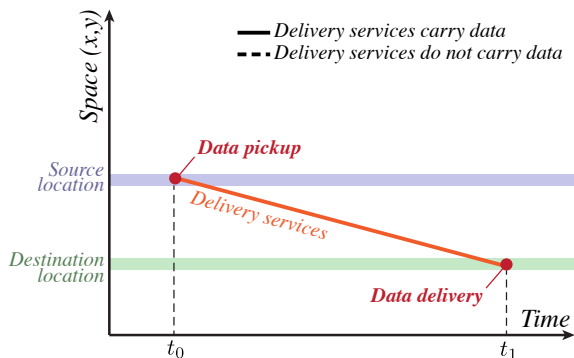 Space (x,y)
Delivery services carry data
Delivery services do not carry data
Data pickup
Source
location
Delivery services
Destination
location
Data delivery
Time
t0
t1